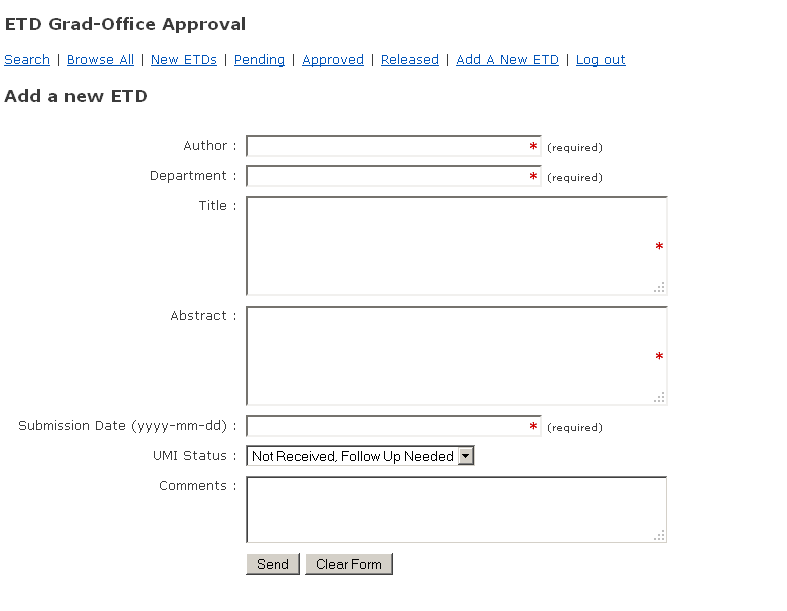 ETD Grad-Office Approval
Search | Browse All | New ETDs | Pending | Approved | Released | Add A New ETD | Log out
Add a new ETD
Author : * (required)
Department : * (required)
Title : *
Abstract : *
Submission Date (yyyy-mm-dd) : * (required)
UMI Status : Not Received, Follow Up Needed
Comments :
Send Clear Form